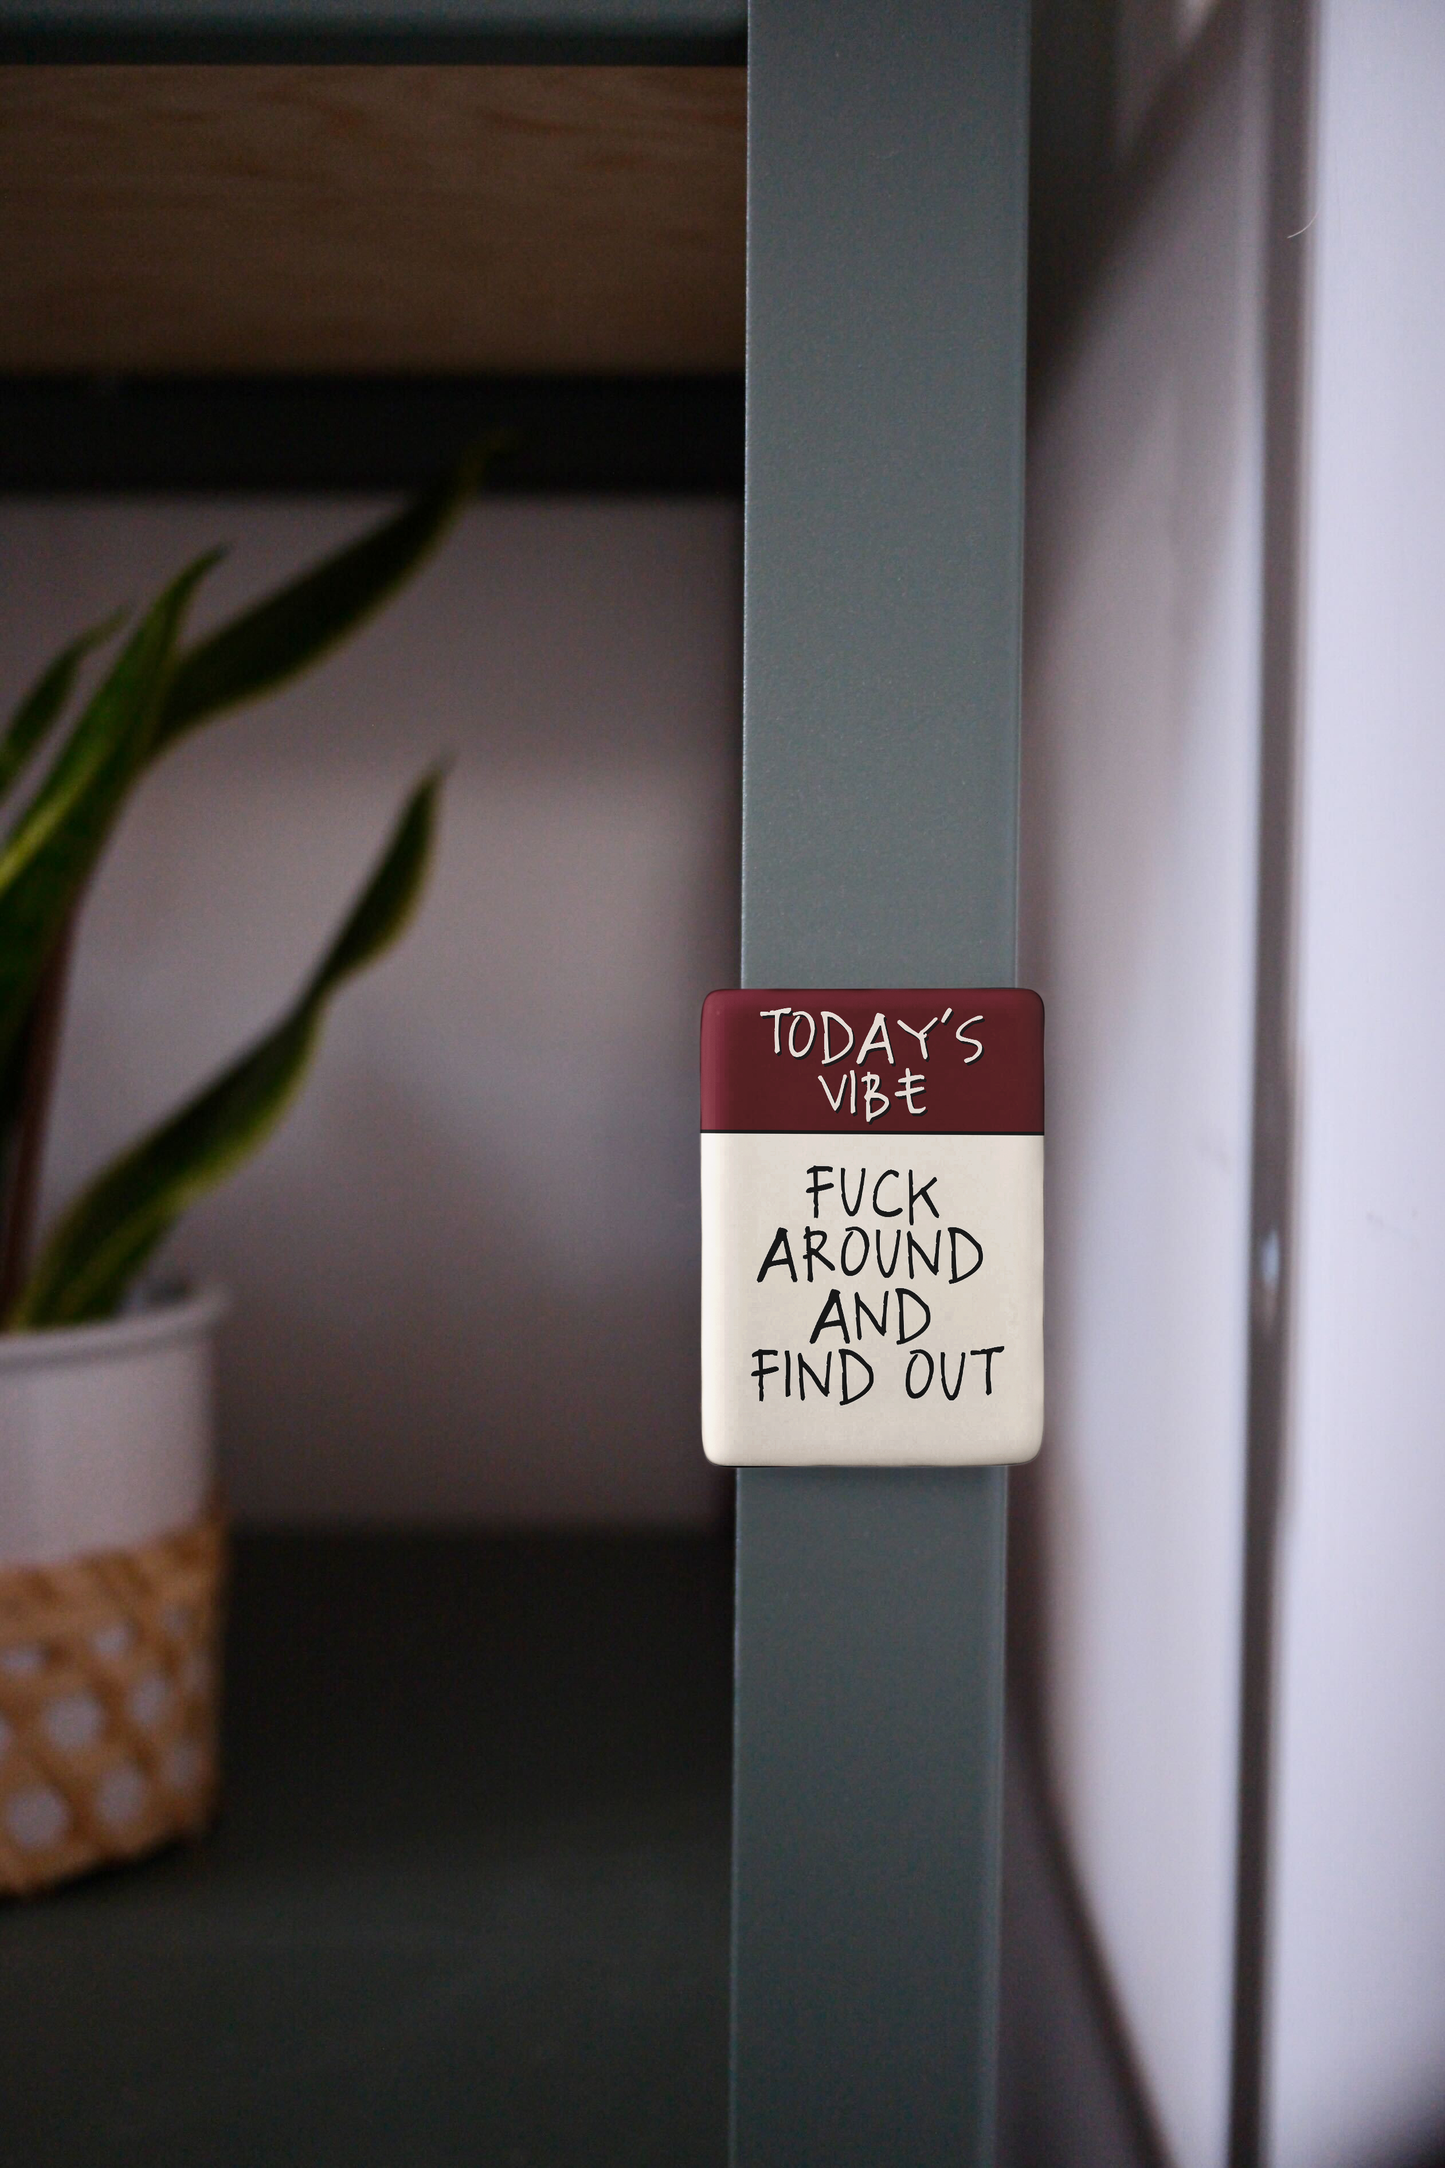 TODAY'S
VIBE
FUCK
AROUND
AND
FIND OUT